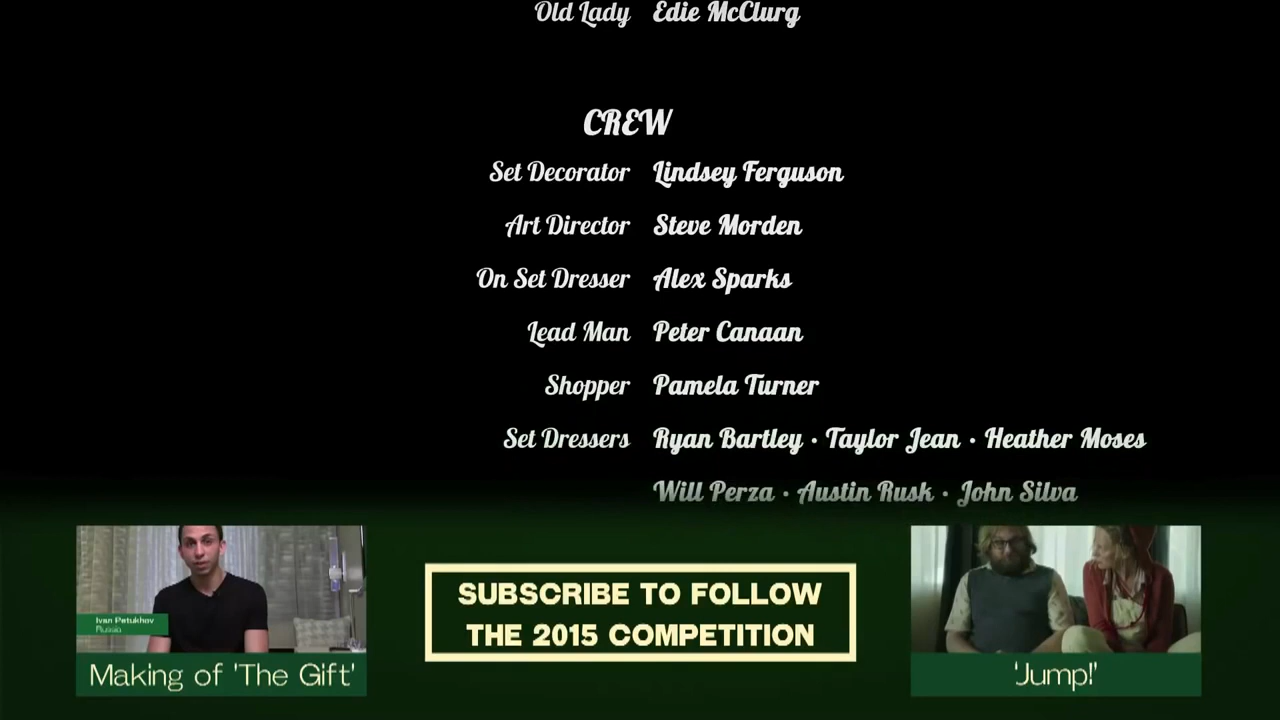 Old Lady Edie McClurg
CREW
Set Decorator Lindsey Ferguson
Art Director Steve Morden
On Set Dresser Alex Sparks
Lead Man Peter Canaan
Shopper Pamela Turner
Set Dressers Ryan Bartley · Taylor Jean · Heather Moses
Will Perza · Austin Rusk · John Silva
Ivan Petukhov
Russia
Making of 'The Gift'
SUBSCRIBE TO FOLLOW
THE 2015 COMPETITION
'Jump!'